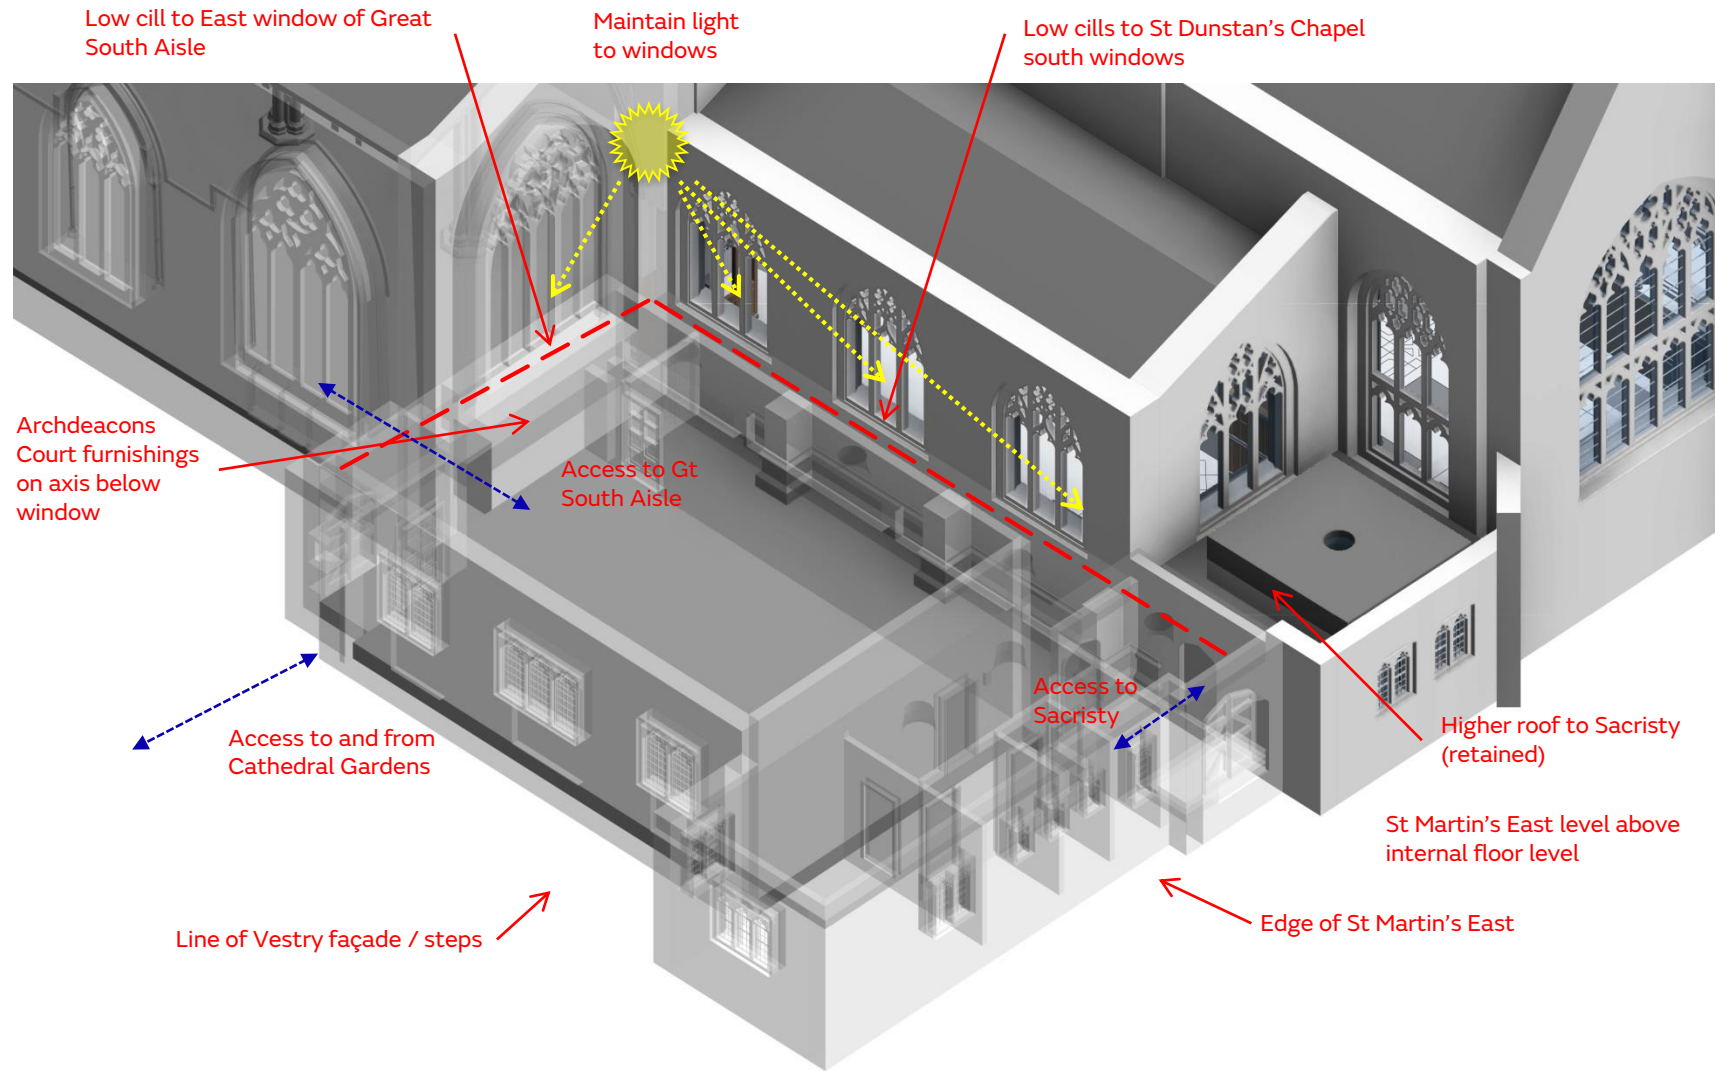 Low cill to East window of Great
South Aisle
Maintain light
to windows
Low cills to St Dunstan’s Chapel
south windows
Archdeacons
Court furnishings
on axis below
window
Access to Gt
South Aisle
Access to
Sacristy
Access to and from
Cathedral Gardens
Higher roof to Sacristy
(retained)
St Martin’s East level above
internal floor level
Line of Vestry façade / steps
Edge of St Martin’s East